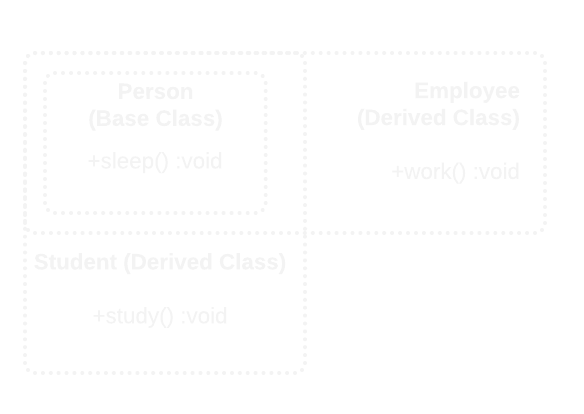 Person
(Base Class)
+sleep() :void
Employee
(Derived Class)
+work() :void
Student (Derived Class)
+study() :void